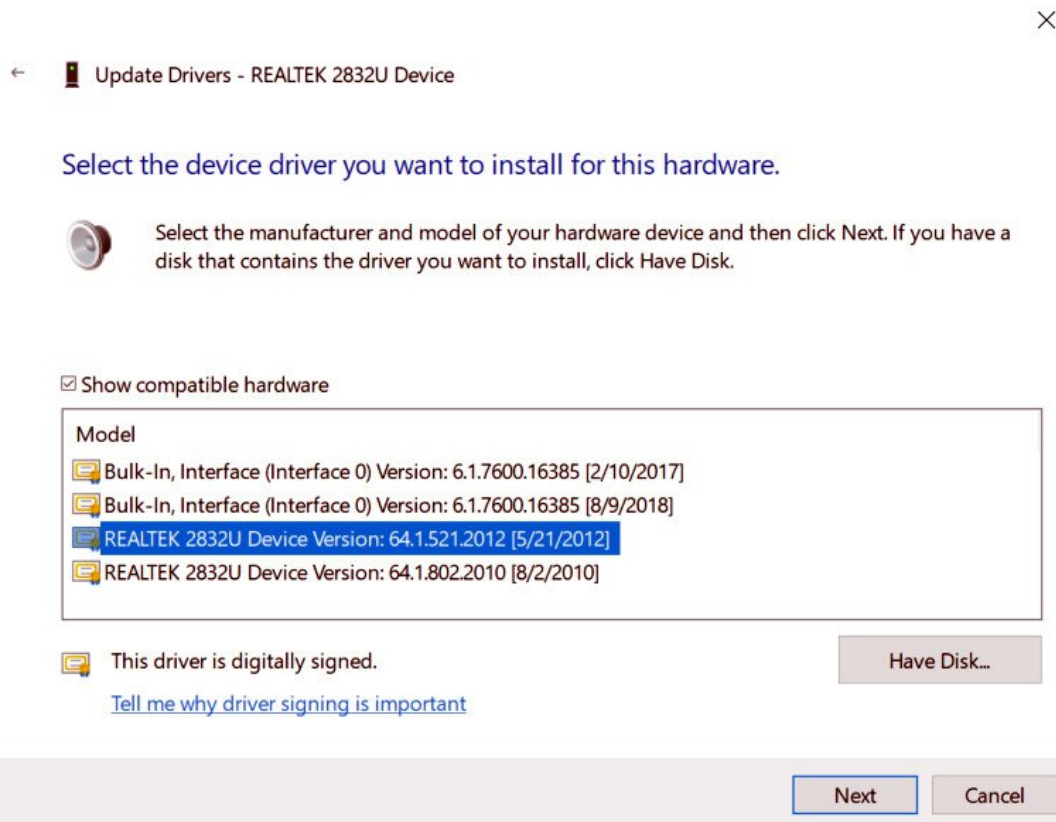 Update Drivers - REALTEK 2832U Device
Select the device driver you want to install for this hardware.
Select the manufacturer and model of your hardware device and then click Next. If you have a
disk that contains the driver you want to install, click Have Disk.
Show compatible hardware
Model
Bulk-In, Interface (Interface 0) Version: 6.1.7600.16385 [2/10/2017]
Bulk-In, Interface (Interface 0) Version: 6.1.7600.16385 [8/9/2018]
REALTEK 2832U Device Version: 64.1.521.2012 [5/21/2012]
REALTEK 2832U Device Version: 64.1.802.2010 [8/2/2010]
This driver is digitally signed.
Have Disk...
Tell me why driver signing is important
Next
Cancel